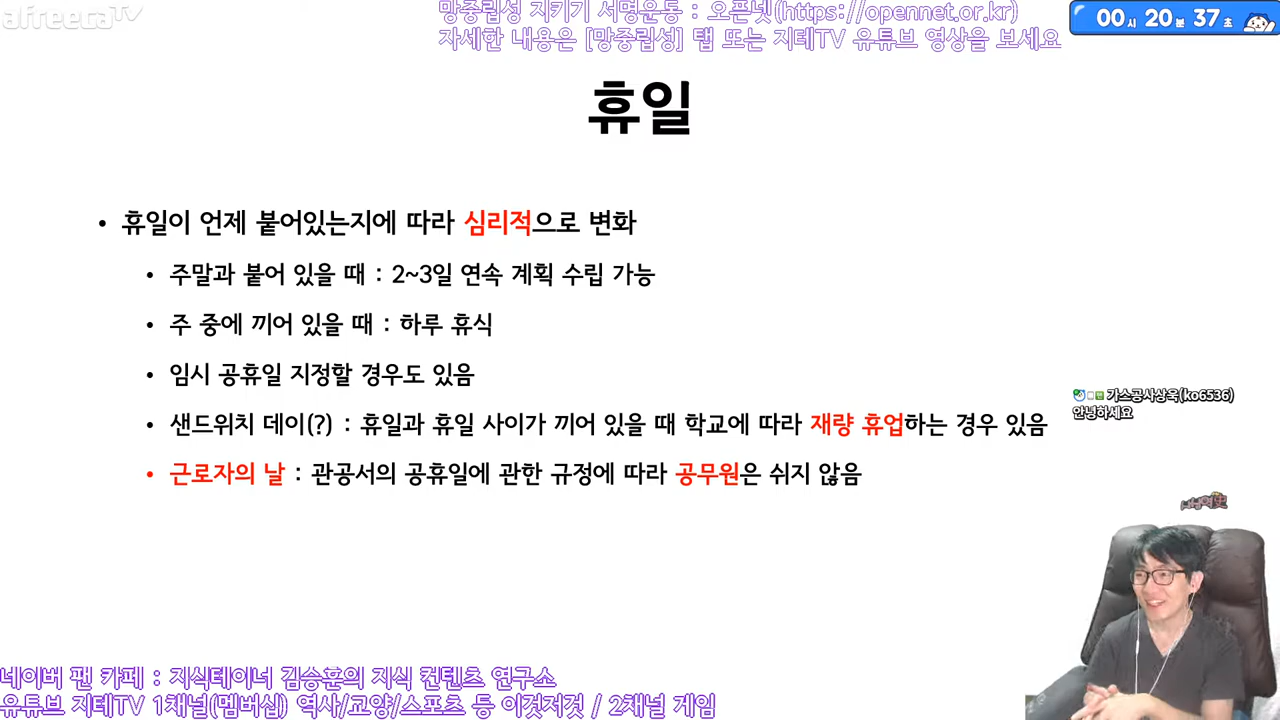 afreecaTV
망중립성 지키기 서명운동 : 오픈넷(https://opennet.or.kr)
자세한 내용은 [망중립성] 탭 또는 지테TV 유튜브 영상을 보세요
00시 20분 37초
휴일
• 휴일이 언제 붙어있는지에 따라 심리적으로 변화
• 주말과 붙어 있을 때 : 2~3일 연속 계획 수립 가능
• 주 중에 끼어 있을 때 : 하루 휴식
• 임시 공휴일 지정할 경우도 있음
• 샌드위치 데이(?) : 휴일과 휴일 사이가 끼어 있을 때 학교에 따라 재량 휴업하는 경우 있음
• 근로자의 날 : 관공서의 공휴일에 관한 규정에 따라 공무원은 쉬지 않음
가스공사상욱(ko6536)
안녕하세요
네이버 팬 카페 : 지식테이너 김승훈의 지식 컨텐츠 연구소
유튜브 지테TV 1채널(멤버십) 역사/교양/스포츠 등 이것저것 / 2채널 게임